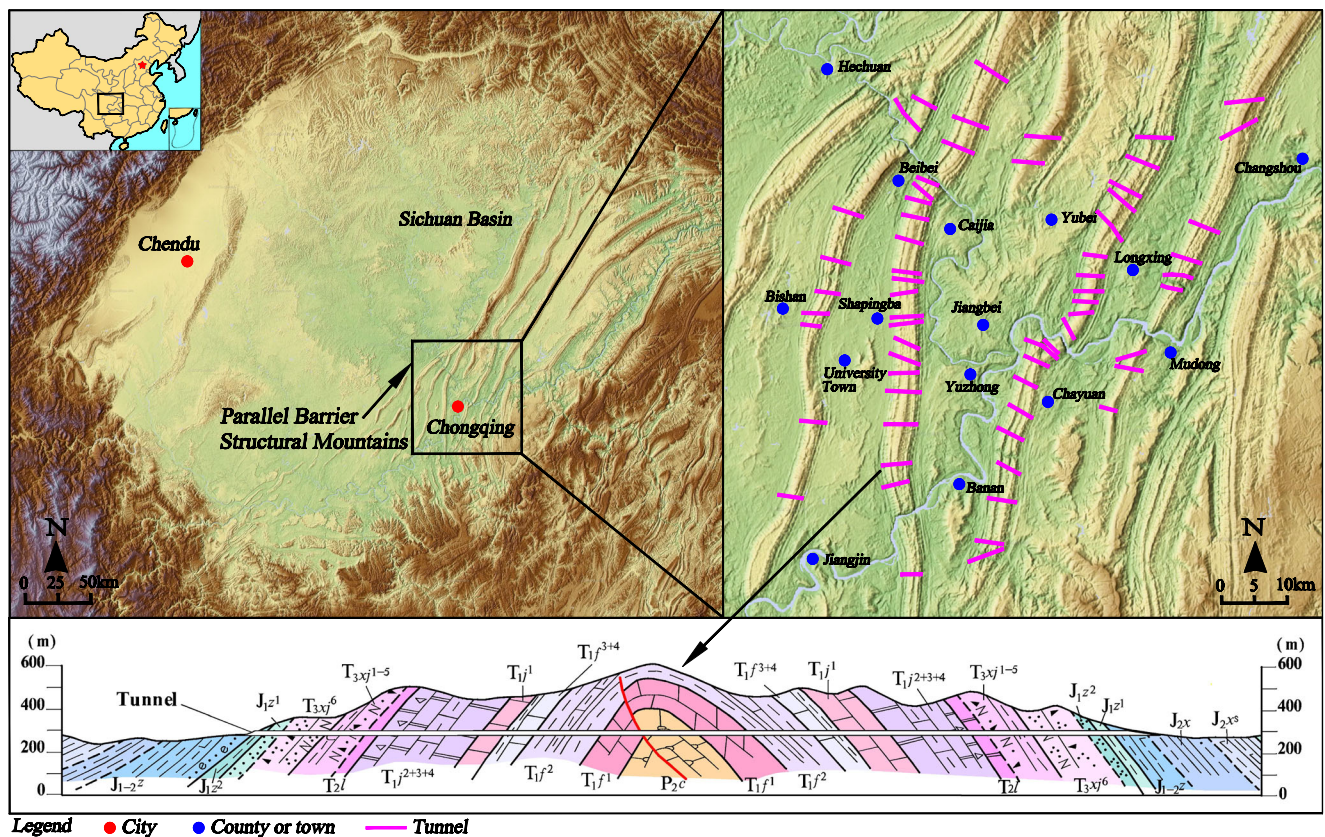 Sichuan Basin
Chendu
Parallel Barrier
Structural Mountains
Chongqing
N
0 25 50km
Hechuan
Beibei
Changshou
Caijia
Yubei
Longxing
Bishan
Shapingba
Jiangbei
University
Town
Yuzhong
Mudong
Chayuan
Banan
Jiangjin
N
0 5 10km
(m)
600
400
200
0
Tunnel
J₁z¹
T₃xj⁶
T₃xj¹⁻⁵
T₁j¹
T₁f³⁺⁴
T₁f³⁺⁴
T₁j¹
T₁j²⁺³⁺⁴
T₃xj¹⁻⁵
J₁z²
J₁z¹
J₂x
J₂xˢ
(m)
600
400
200
0
e e
N N N N
J₁₋₂z
J₁z²
T₂l
T₁j²⁺³⁺⁴
T₁f²
T₁f¹
P₂c
T₁f¹
T₁f²
T₂l
T₃xj⁶
J₁₋₂z
Legend City County or town Tunnel